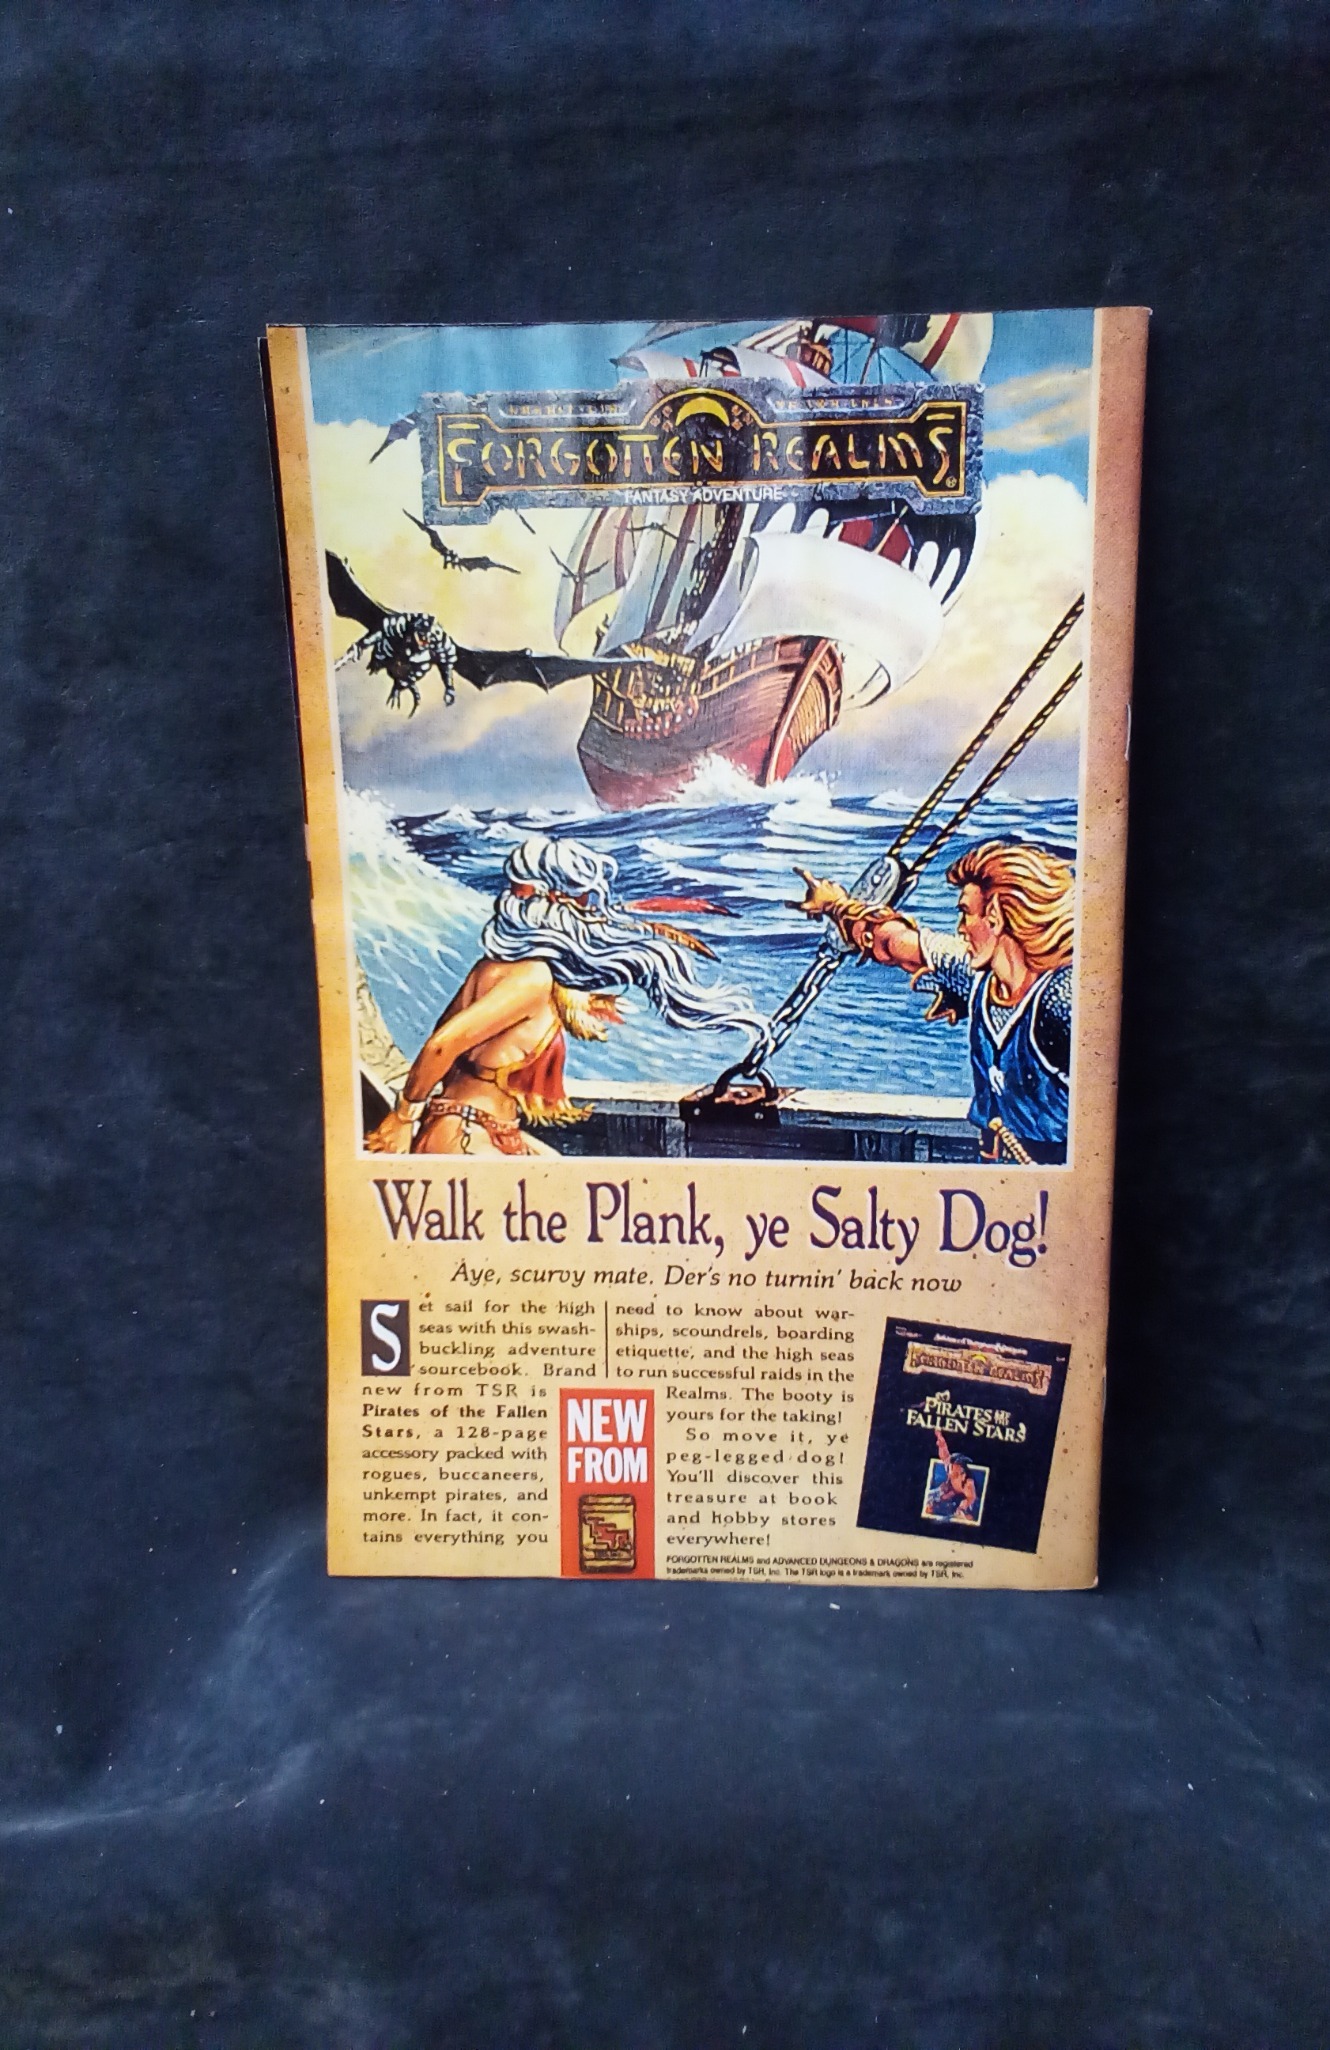 FORGOTTEN REALMS
FANTASY ADVENTURE
Walk the Plank, ye Salty Dog!
Aye, scurvy mate. Der's no turnin' back now
Set sail for the high
seas with this swash-
buckling adventure
sourcebook. Brand
new from TSR is
Pirates of the Fallen
Stars, a 128-page
accessory packed with
rogues, buccaneers,
unkempt pirates, and
more. In fact, it con-
tains everything you
need to know about war-
ships, scoundrels, boarding
etiquette, and the high seas
to run successful raids in the
Realms. The booty is
yours for the taking!
So move it, ye
peg-legged dog!
You'll discover this
treasure at book
and hobby stores
everywhere!
NEW
FROM
TSR
Advanced Dungeons & Dragons
FORGOTTEN REALMS
PIRATES OF THE
FALLEN STARS
FORGOTTEN REALMS and ADVANCED DUNGEONS & DRAGONS are registered
trademarks owned by TSR, Inc. The TSR logo is a trademark owned by TSR, Inc.